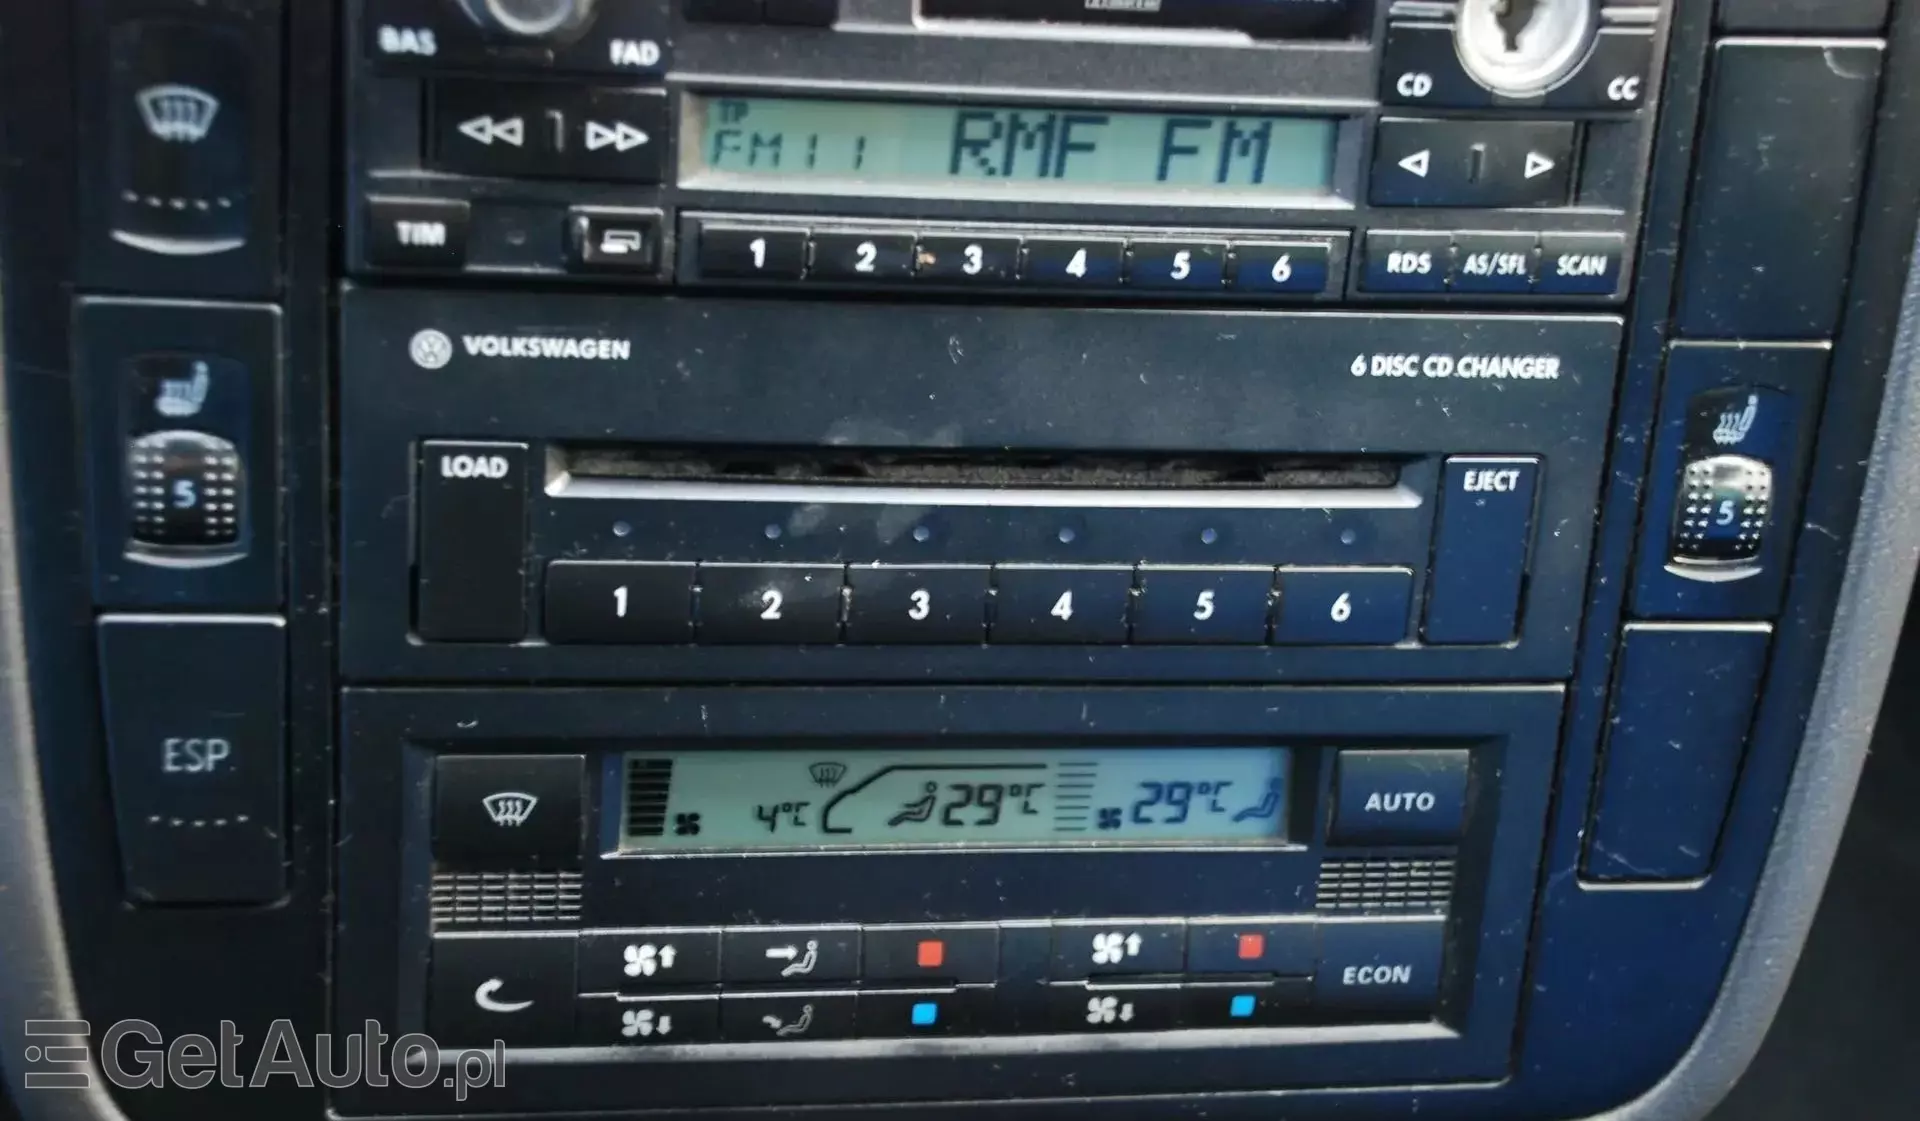 BAS
FAD
CD
CC
TP
FM11 RMF FM
TIM
1 2 3 4 5 6
RDS AS/SFL SCAN
VOLKSWAGEN
6 DISC CD CHANGER
LOAD
EJECT
5
5
1 2 3 4 5 6
ESP
4°C 29°C 29°C
AUTO
ECON
GetAuto.pl